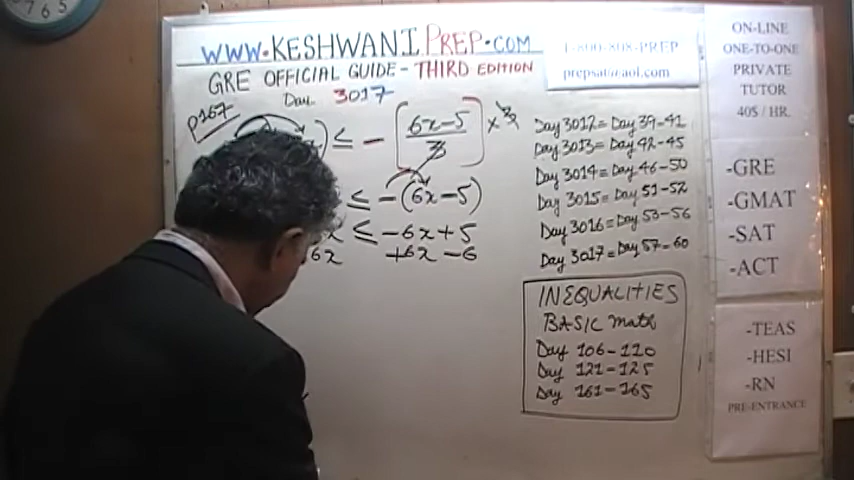 7 6 5
WWW.KESHWANIPREP.COM
1-800-808-PREP
prepsat@aol.com
GRE OFFICIAL GUIDE - THIRD EDITION
Day 3017
P167
) ≤ - [6x-5/3] × 3
≤ -(6x-5)
x ≤ -6x+5
6x +6x -6
Day 3012 = Day 39-41
Day 3013 = Day 42-45
Day 3014 = Day 46-50
Day 3015 = Day 51-52
Day 3016 = Day 53-56
Day 3017 = Day 57-60
INEQUALITIES
BASIC math
Day 106-120
Day 121-125
Day 161-165
ON-LINE
ONE-TO-ONE
PRIVATE
TUTOR
40$ / HR.
-GRE
-GMAT
-SAT
-ACT
-TEAS
-HESI
-RN
PRE-ENTRANCE